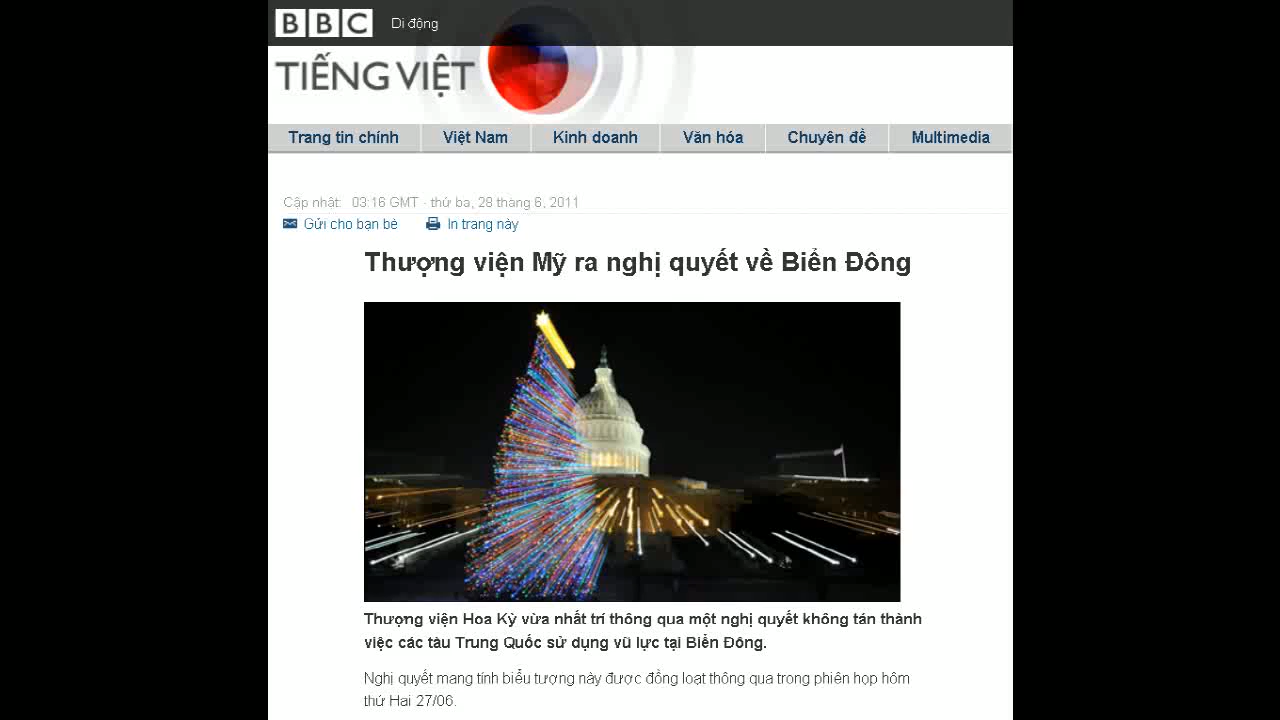 BBC Di động
TIẾNG VIỆT
Trang tin chính Việt Nam Kinh doanh Văn hóa Chuyên đề Multimedia
Cập nhật: 03:16 GMT - thứ ba, 28 tháng 6, 2011
Gửi cho bạn bè In trang này
Thượng viện Mỹ ra nghị quyết về Biển Đông
Thượng viện Hoa Kỳ vừa nhất trí thông qua một nghị quyết không tán thành
việc các tàu Trung Quốc sử dụng vũ lực tại Biển Đông.
Nghị quyết mang tính biểu tượng này được đồng loạt thông qua trong phiên họp hôm
thứ Hai 27/06.